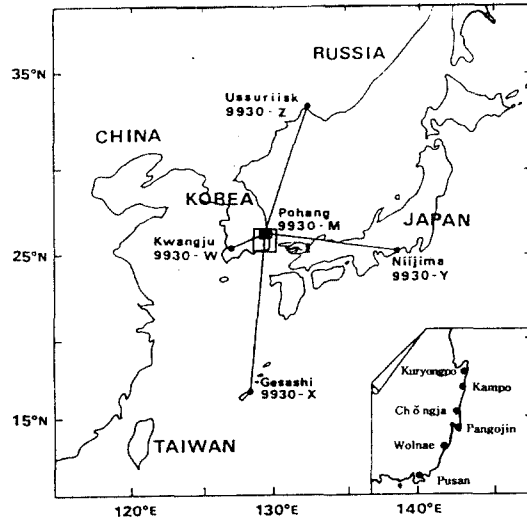 35°N
RUSSIA
Ussuriisk
9930-Z
CHINA
KOREA
Pohang
9930-M
JAPAN
Kwangju
9930-W
25°N
Niijima
9930-Y
Gesashi
9930-X
Kuryongpo
Kampo
Chŏngja
Pangojin
Wolnae
Pusan
15°N
TAIWAN
120°E
130°E
140°E